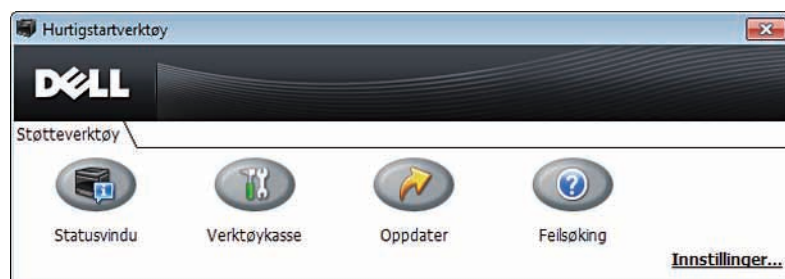 Hurtigstartverktøy
DELL
Støtteverktøy
Statusvindu Verktøykasse Oppdater Feilsøking
Innstillinger...